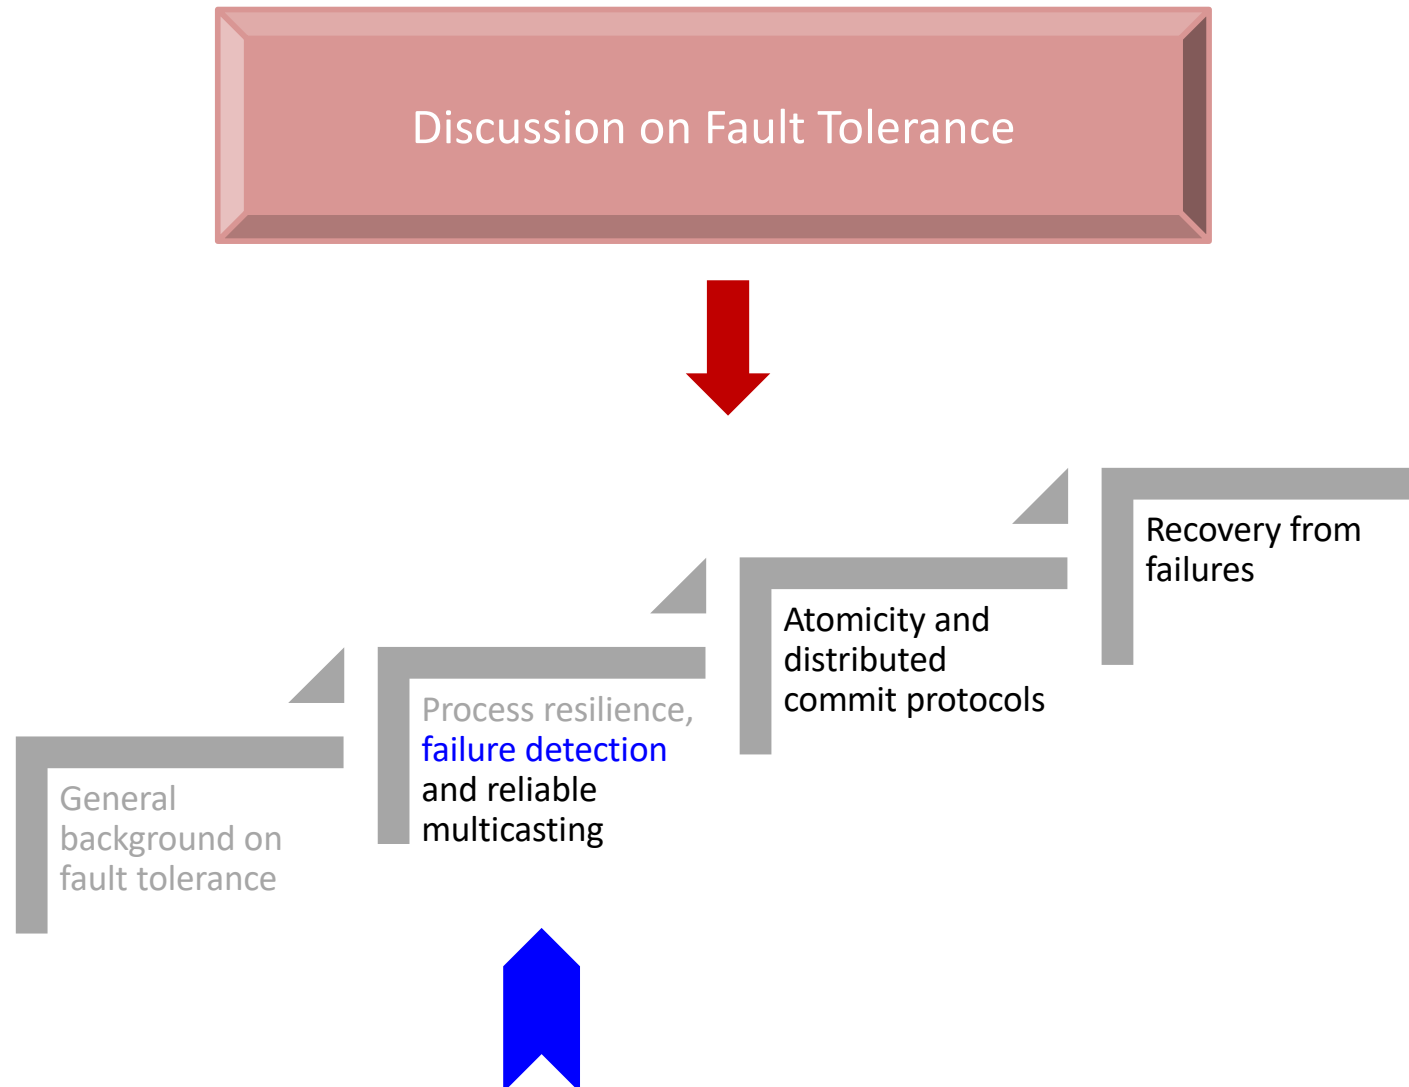 Discussion on Fault Tolerance
General
background on
fault tolerance
Process resilience,
failure detection
and reliable
multicasting
Atomicity and
distributed
commit protocols
Recovery from
failures